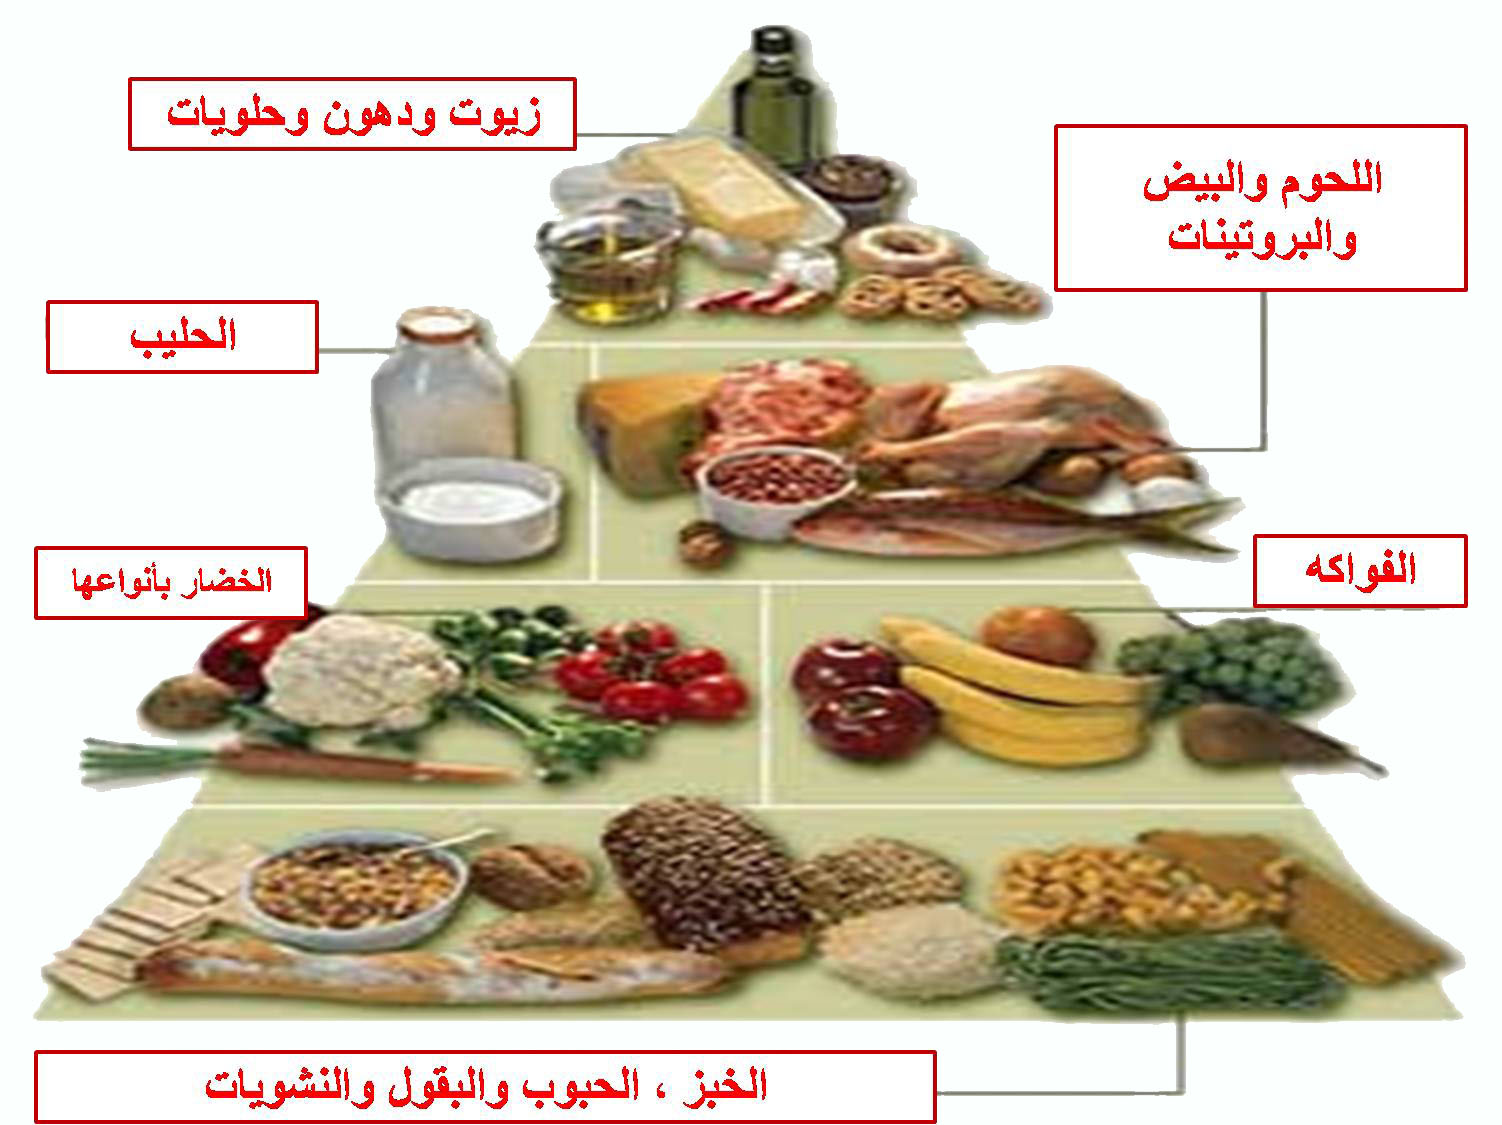 زيوت ودهون وحلويات
اللحوم والبيض
والبروتينات
الحليب
الفواكه
الخضار بأنواعها
الخبز ، الحبوب والبقول والنشويات